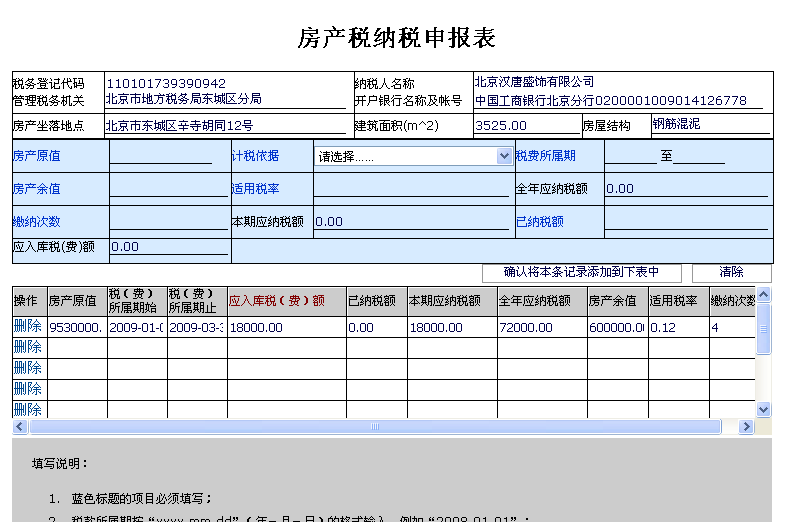 房产税纳税申报表
税务登记代码 110101739390942 纳税人名称 北京汉唐盛饰有限公司
管理税务机关 北京市地方税务局东城区分局 开户银行名称及帐号 中国工商银行北京分行0200001009014126778
房产坐落地点 北京市东城区辛寺胡同12号 建筑面积(m^2) 3525.00 房屋结构 钢筋混泥
房产原值 计税依据 请选择...... 税费所属期 至
房产余值 适用税率 全年应纳税额 0.00
缴纳次数 本期应纳税额 0.00 已纳税额
应入库税(费)额 0.00
确认将本条记录添加到下表中 清除
操作 房产原值 税（费）所属期始 税（费）所属期止 应入库税（费）额 已纳税额 本期应纳税额 全年应纳税额 房产余值 适用税率 缴纳次数
删除 9530000. 2009-01-0 2009-03-3 18000.00 0.00 18000.00 72000.00 600000.00 0.12 4
删除
删除
删除
删除
填写说明：
1. 蓝色标题的项目必须填写；
2. 税款所属期按“yyyy-mm-dd”（年-月-日）的格式输入，例如“2008-01-01”；